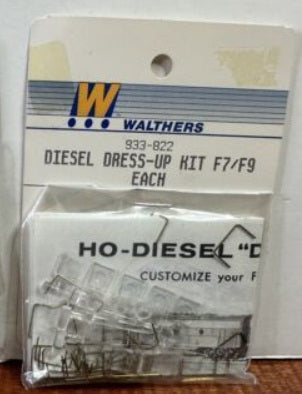 W
WALTHERS
933-822
DIESEL DRESS-UP KIT F7/F9
EACH
HO-DIESEL "D
CUSTOMIZE your F